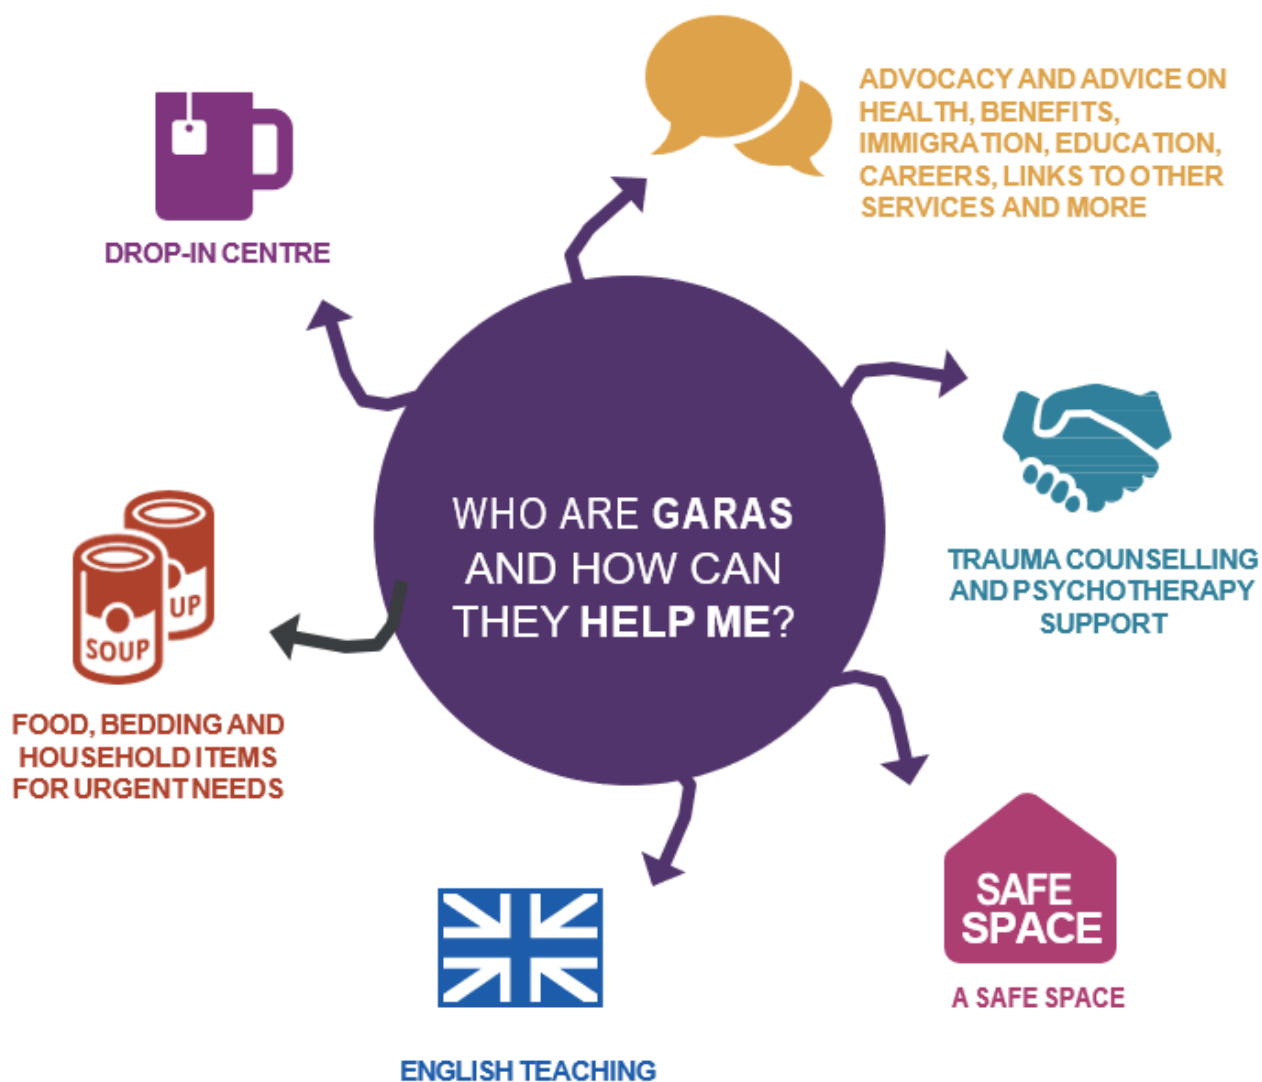 ADVOCACY AND ADVICE ON
HEALTH, BENEFITS,
IMMIGRATION, EDUCATION,
CAREERS, LINKS TO OTHER
SERVICES AND MORE
DROP-IN CENTRE
WHO ARE GARAS
AND HOW CAN
THEY HELP ME?
TRAUMA COUNSELLING
AND PSYCHOTHERAPY
SUPPORT
UP
SOUP
FOOD, BEDDING AND
HOUSEHOLD ITEMS
FOR URGENT NEEDS
SAFE
SPACE
A SAFE SPACE
ENGLISH TEACHING